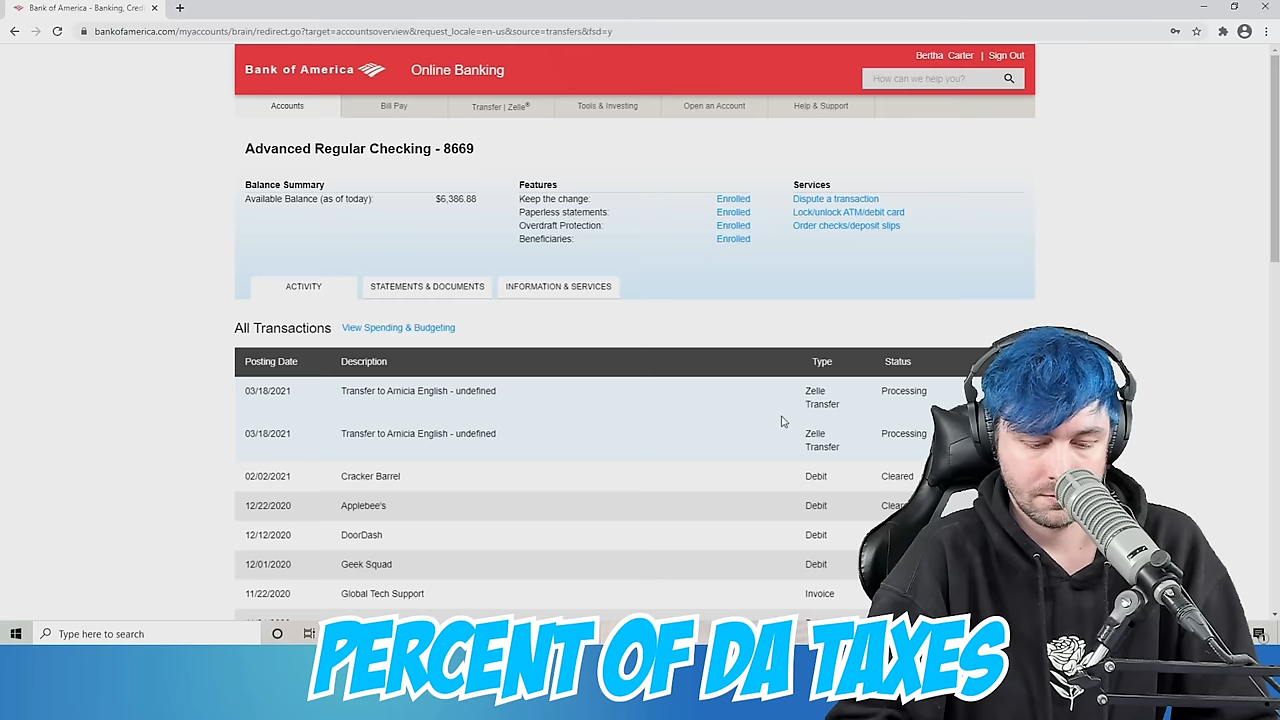 Bank of America - Banking, Cred
bankofamerica.com/myaccounts/brain/redirect.go?target=accountsoverview&request_locale=en-us&source=transfers&fsd=y
Bertha Carter | Sign Out
Bank of America Online Banking
How can we help you?
Accounts Bill Pay Transfer | Zelle® Tools & Investing Open an Account Help & Support
Advanced Regular Checking - 8669
Balance Summary Features Services
Available Balance (as of today): $6,386.88 Keep the change: Enrolled Dispute a transaction
Paperless statements: Enrolled Lock/unlock ATM/debit card
Overdraft Protection: Enrolled Order checks/deposit slips
Beneficiaries: Enrolled
ACTIVITY STATEMENTS & DOCUMENTS INFORMATION & SERVICES
All Transactions View Spending & Budgeting
Posting Date Description Type Status
03/18/2021 Transfer to Arnicia English - undefined Zelle Processing
Transfer
03/18/2021 Transfer to Arnicia English - undefined Zelle Processing
Transfer
02/02/2021 Cracker Barrel Debit Cleared
12/22/2020 Applebee's Debit
12/12/2020 DoorDash Debit
12/01/2020 Geek Squad Debit
11/22/2020 Global Tech Support Invoice
Type here to search
PERCENT OF DA TAXES